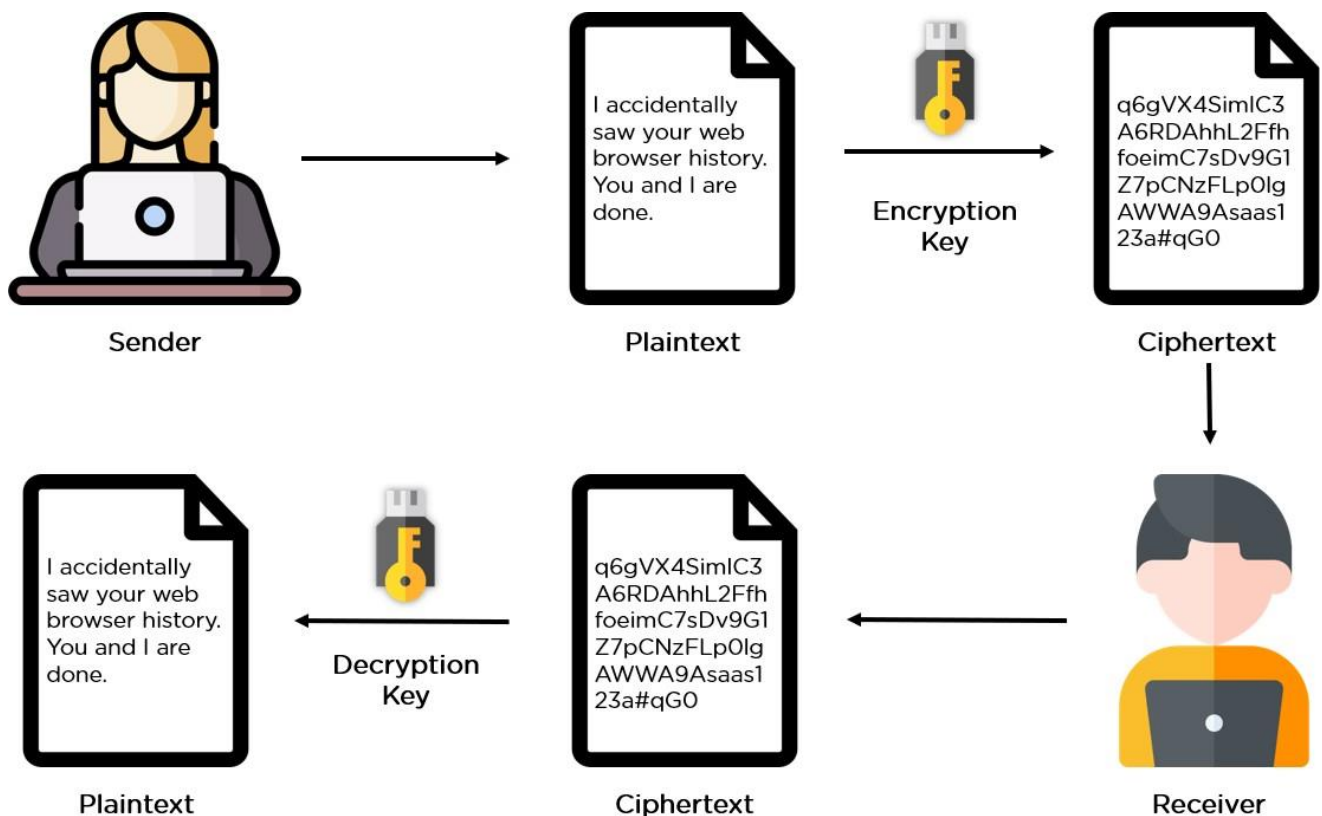 I accidentally
saw your web
browser history.
You and I are
done.
Encryption
Key
q6gVX4SimIC3
A6RDAhhL2Ffh
foeimC7sDv9G1
Z7pCNzFLp0Ig
AWWA9Asaas1
23a#qG0
Sender
Plaintext
Ciphertext
I accidentally
saw your web
browser history.
You and I are
done.
Decryption
Key
q6gVX4SimIC3
A6RDAhhL2Ffh
foeimC7sDv9G1
Z7pCNzFLp0Ig
AWWA9Asaas1
23a#qG0
Plaintext
Ciphertext
Receiver